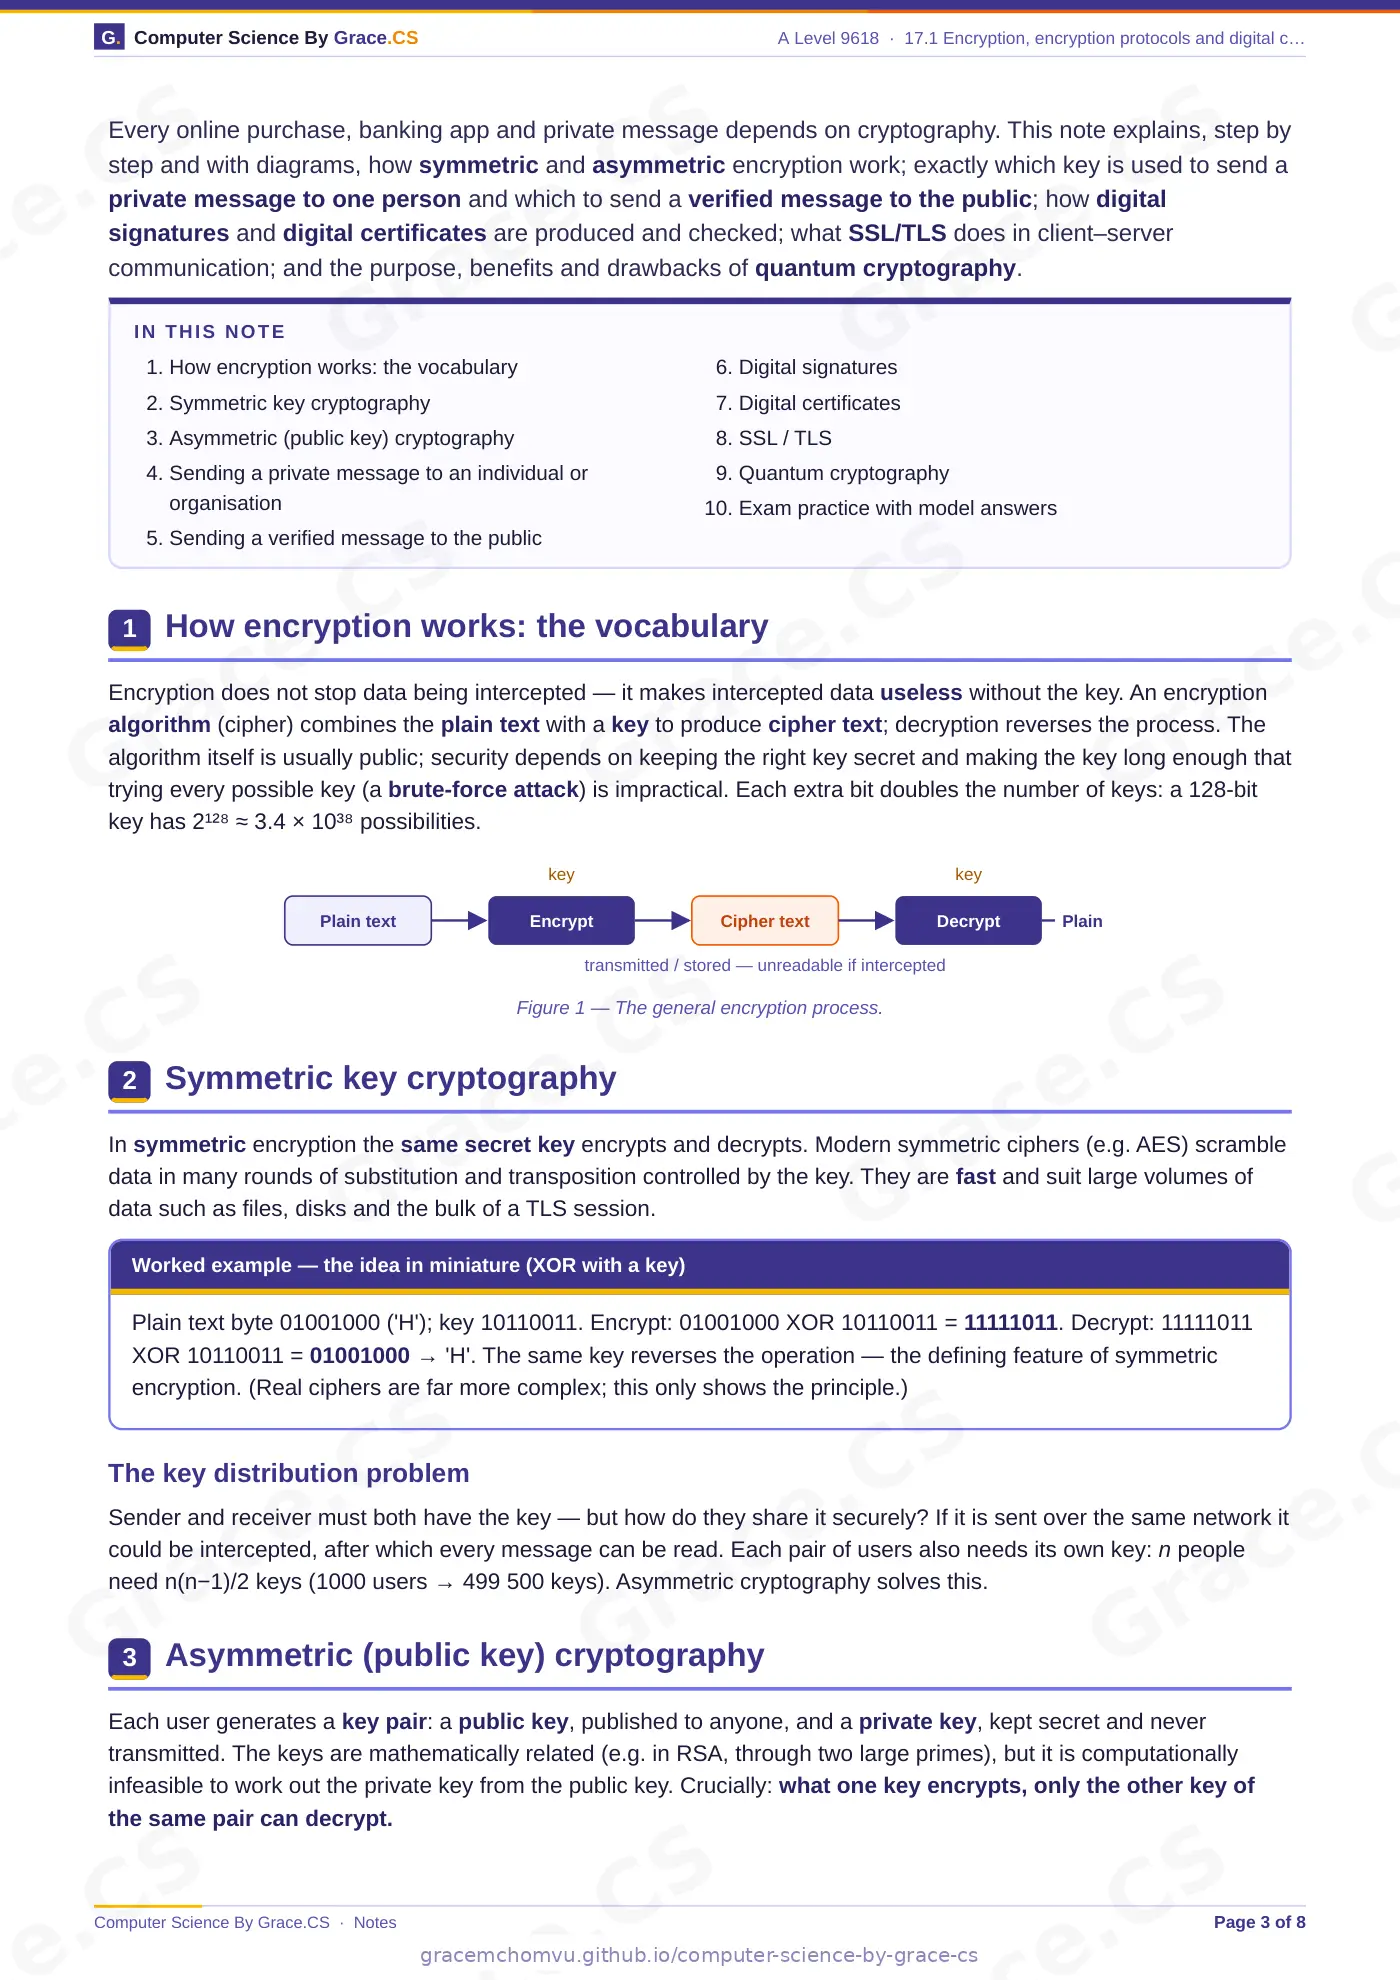 G. Computer Science By Grace.CS
A Level 9618 · 17.1 Encryption, encryption protocols and digital c…
Every online purchase, banking app and private message depends on cryptography. This note explains, step by
step and with diagrams, how symmetric and asymmetric encryption work; exactly which key is used to send a
private message to one person and which to send a verified message to the public; how digital
signatures and digital certificates are produced and checked; what SSL/TLS does in client–server
communication; and the purpose, benefits and drawbacks of quantum cryptography.
IN THIS NOTE
1. How encryption works: the vocabulary
2. Symmetric key cryptography
3. Asymmetric (public key) cryptography
4. Sending a private message to an individual or
organisation
5. Sending a verified message to the public
6. Digital signatures
7. Digital certificates
8. SSL / TLS
9. Quantum cryptography
10. Exam practice with model answers
1 How encryption works: the vocabulary
Encryption does not stop data being intercepted — it makes intercepted data useless without the key. An encryption
algorithm (cipher) combines the plain text with a key to produce cipher text; decryption reverses the process. The
algorithm itself is usually public; security depends on keeping the right key secret and making the key long enough that
trying every possible key (a brute-force attack) is impractical. Each extra bit doubles the number of keys: a 128-bit
key has 2¹²⁸ ≈ 3.4 × 10³⁸ possibilities.
key key
Plain text Encrypt Cipher text Decrypt Plain
transmitted / stored — unreadable if intercepted
Figure 1 — The general encryption process.
2 Symmetric key cryptography
In symmetric encryption the same secret key encrypts and decrypts. Modern symmetric ciphers (e.g. AES) scramble
data in many rounds of substitution and transposition controlled by the key. They are fast and suit large volumes of
data such as files, disks and the bulk of a TLS session.
Worked example — the idea in miniature (XOR with a key)
Plain text byte 01001000 ('H'); key 10110011. Encrypt: 01001000 XOR 10110011 = 11111011. Decrypt: 11111011
XOR 10110011 = 01001000 → 'H'. The same key reverses the operation — the defining feature of symmetric
encryption. (Real ciphers are far more complex; this only shows the principle.)
The key distribution problem
Sender and receiver must both have the key — but how do they share it securely? If it is sent over the same network it
could be intercepted, after which every message can be read. Each pair of users also needs its own key: n people
need n(n−1)/2 keys (1000 users → 499 500 keys). Asymmetric cryptography solves this.
3 Asymmetric (public key) cryptography
Each user generates a key pair: a public key, published to anyone, and a private key, kept secret and never
transmitted. The keys are mathematically related (e.g. in RSA, through two large primes), but it is computationally
infeasible to work out the private key from the public key. Crucially: what one key encrypts, only the other key of
the same pair can decrypt.
Computer Science By Grace.CS · Notes
Page 3 of 8
gracemchomvu.github.io/computer-science-by-grace-cs